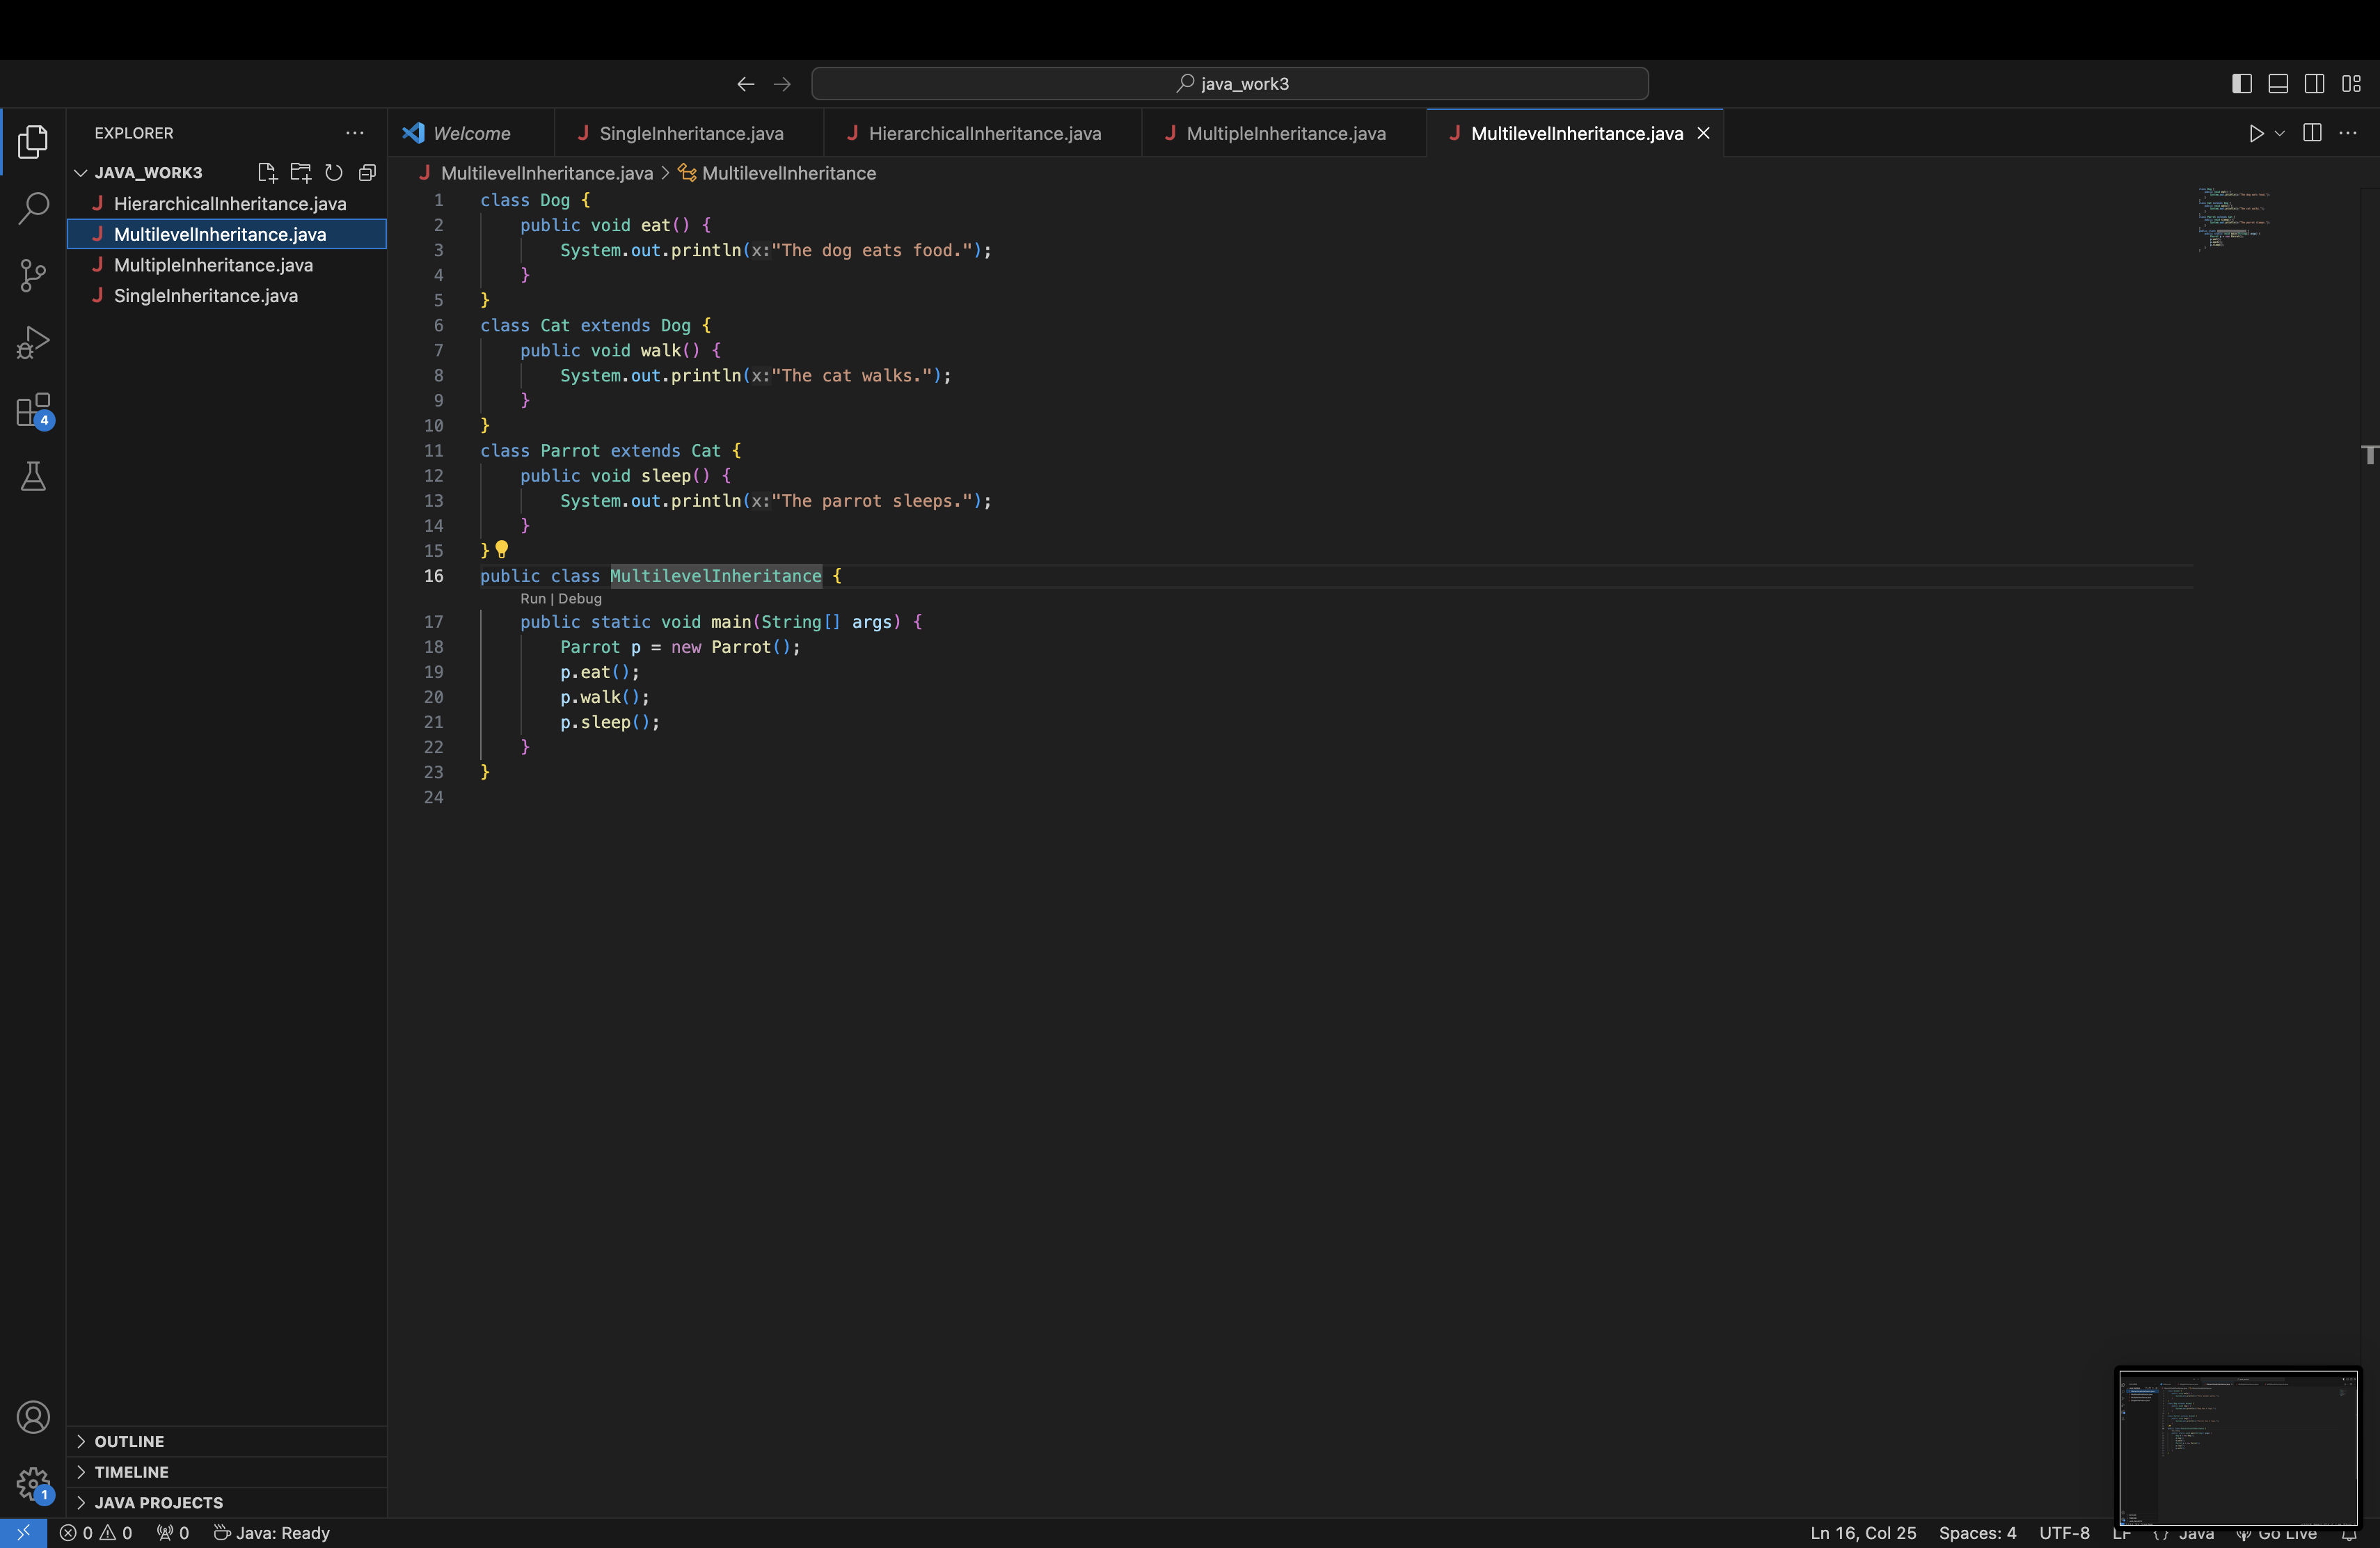 java_work3
EXPLORER
Welcome
SingleInheritance.java
HierarchicalInheritance.java
MultipleInheritance.java
MultilevelInheritance.java
JAVA_WORK3
HierarchicalInheritance.java
MultilevelInheritance.java
MultipleInheritance.java
SingleInheritance.java
4
MultilevelInheritance.java > MultilevelInheritance
1 class Dog {
2 public void eat() {
3 System.out.println(x:"The dog eats food.");
4 }
5 }
6 class Cat extends Dog {
7 public void walk() {
8 System.out.println(x:"The cat walks.");
9 }
10 }
11 class Parrot extends Cat {
12 public void sleep() {
13 System.out.println(x:"The parrot sleeps.");
14 }
15 }
16 public class MultilevelInheritance {
Run | Debug
17 public static void main(String[] args) {
18 Parrot p = new Parrot();
19 p.eat();
20 p.walk();
21 p.sleep();
22 }
23 }
24
OUTLINE
TIMELINE
JAVA PROJECTS
1
0 0 0 Java: Ready
Ln 16, Col 25 Spaces: 4 UTF-8 LF {} Java Go Live